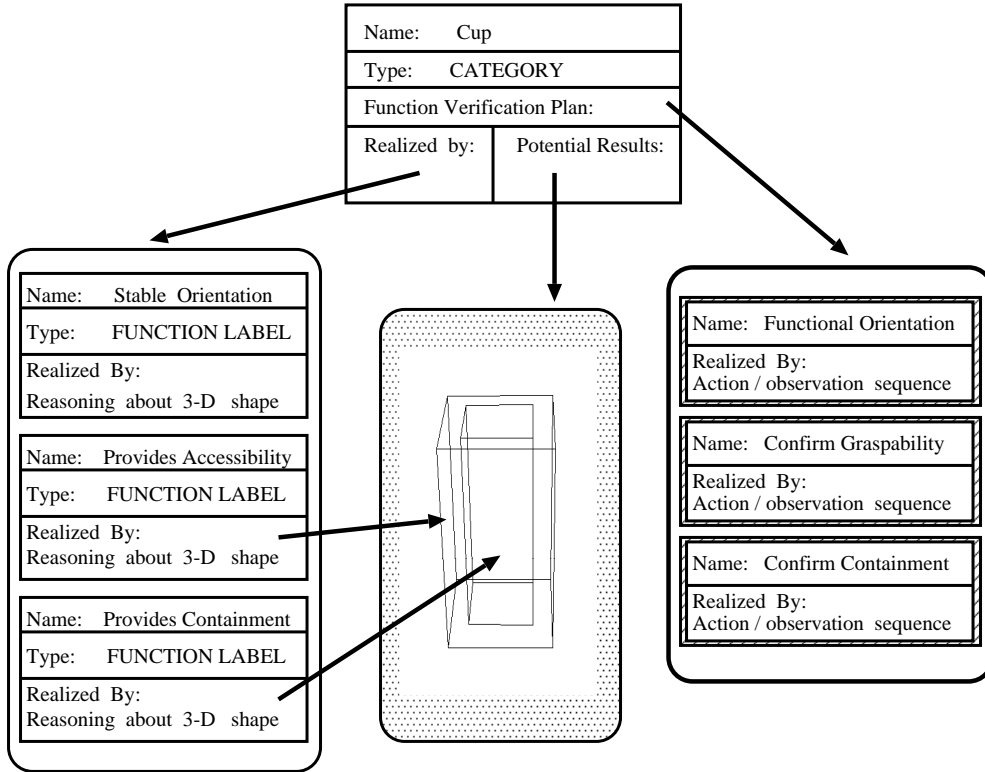 Name: Cup
Type: CATEGORY
Function Verification Plan:
Realized by:
Potential Results:
Name: Stable Orientation
Type: FUNCTION LABEL
Realized By:
Reasoning about 3-D shape
Name: Provides Accessibility
Type: FUNCTION LABEL
Realized By:
Reasoning about 3-D shape
Name: Provides Containment
Type: FUNCTION LABEL
Realized By:
Reasoning about 3-D shape
Name: Functional Orientation
Realized By:
Action / observation sequence
Name: Confirm Graspability
Realized By:
Action / observation sequence
Name: Confirm Containment
Realized By:
Action / observation sequence